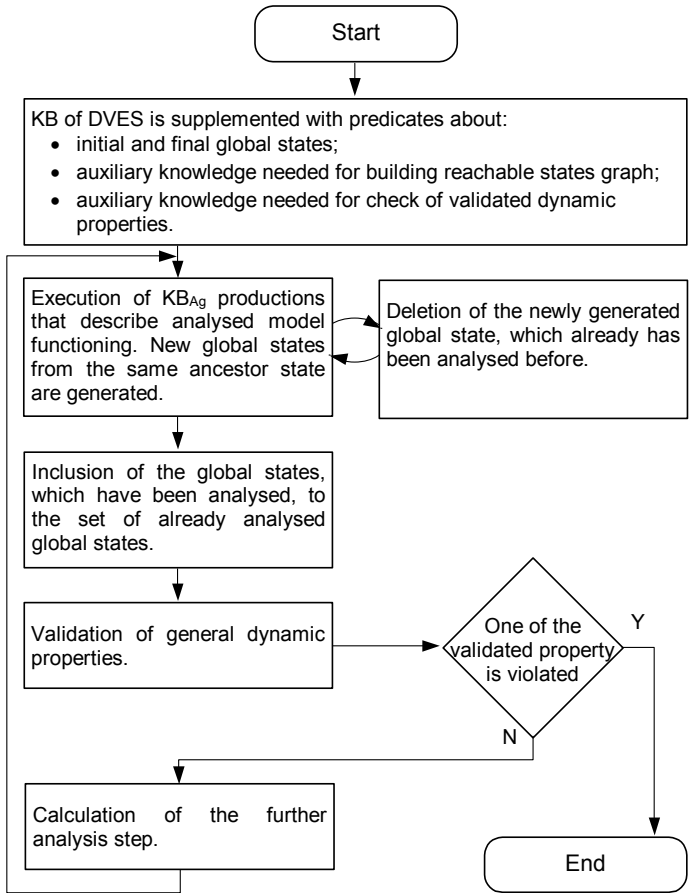 Start
KB of DVES is supplemented with predicates about:
• initial and final global states;
• auxiliary knowledge needed for building reachable states graph;
• auxiliary knowledge needed for check of validated dynamic
properties.
Execution of KBAg productions
that describe analysed model
functioning. New global states
from the same ancestor state
are generated.
Deletion of the newly generated
global state, which already has
been analysed before.
Inclusion of the global states,
which have been analysed, to
the set of already analysed
global states.
Validation of general dynamic
properties.
One of the
validated property
is violated
Y
N
Calculation of the further
analysis step.
End